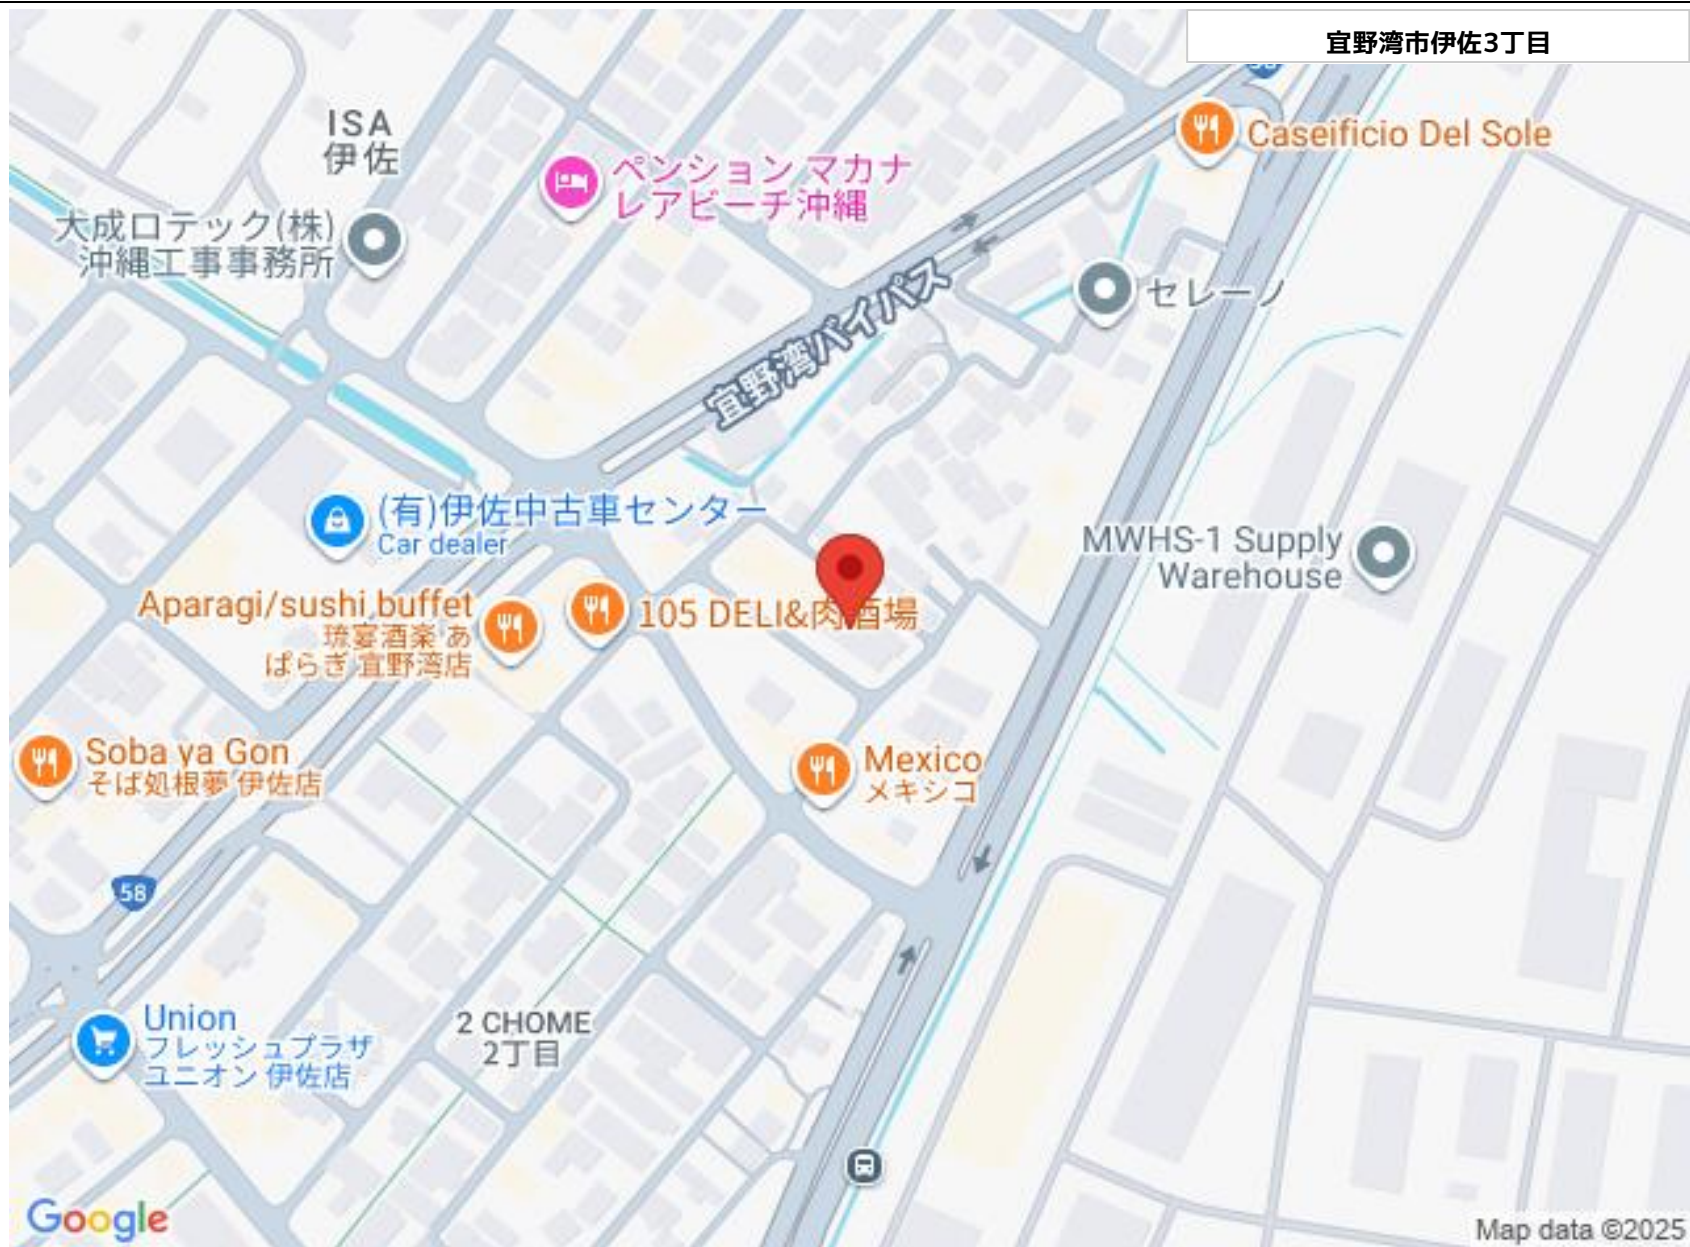 宜野湾市伊佐3丁目
Caseificio Del Sole
ISA
伊佐
ペンション マカナ
レアビーチ沖縄
大成ロテック(株)
沖縄工事事務所
セレーノ
宜野湾バイパス
(有)伊佐中古車センター
Car dealer
MWHS-1 Supply
Warehouse
Aparagi/sushi buffet
琉宴酒楽 あ
ぱらぎ 宜野湾店
105 DELI&肉酒場
Soba ya Gon
そば処根夢 伊佐店
Mexico
メキシコ
58
Union
フレッシュプラザ
ユニオン 伊佐店
2 CHOME
2丁目
Google
Map data ©2025